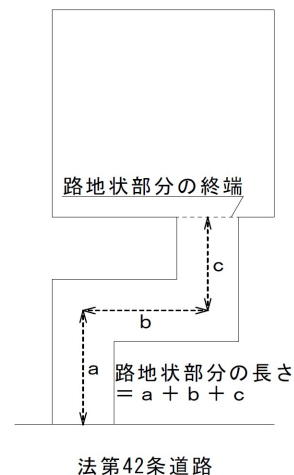 路地状部分の終端
c
b
a
路地状部分の長さ
＝ａ＋ｂ＋ｃ
法第42条道路